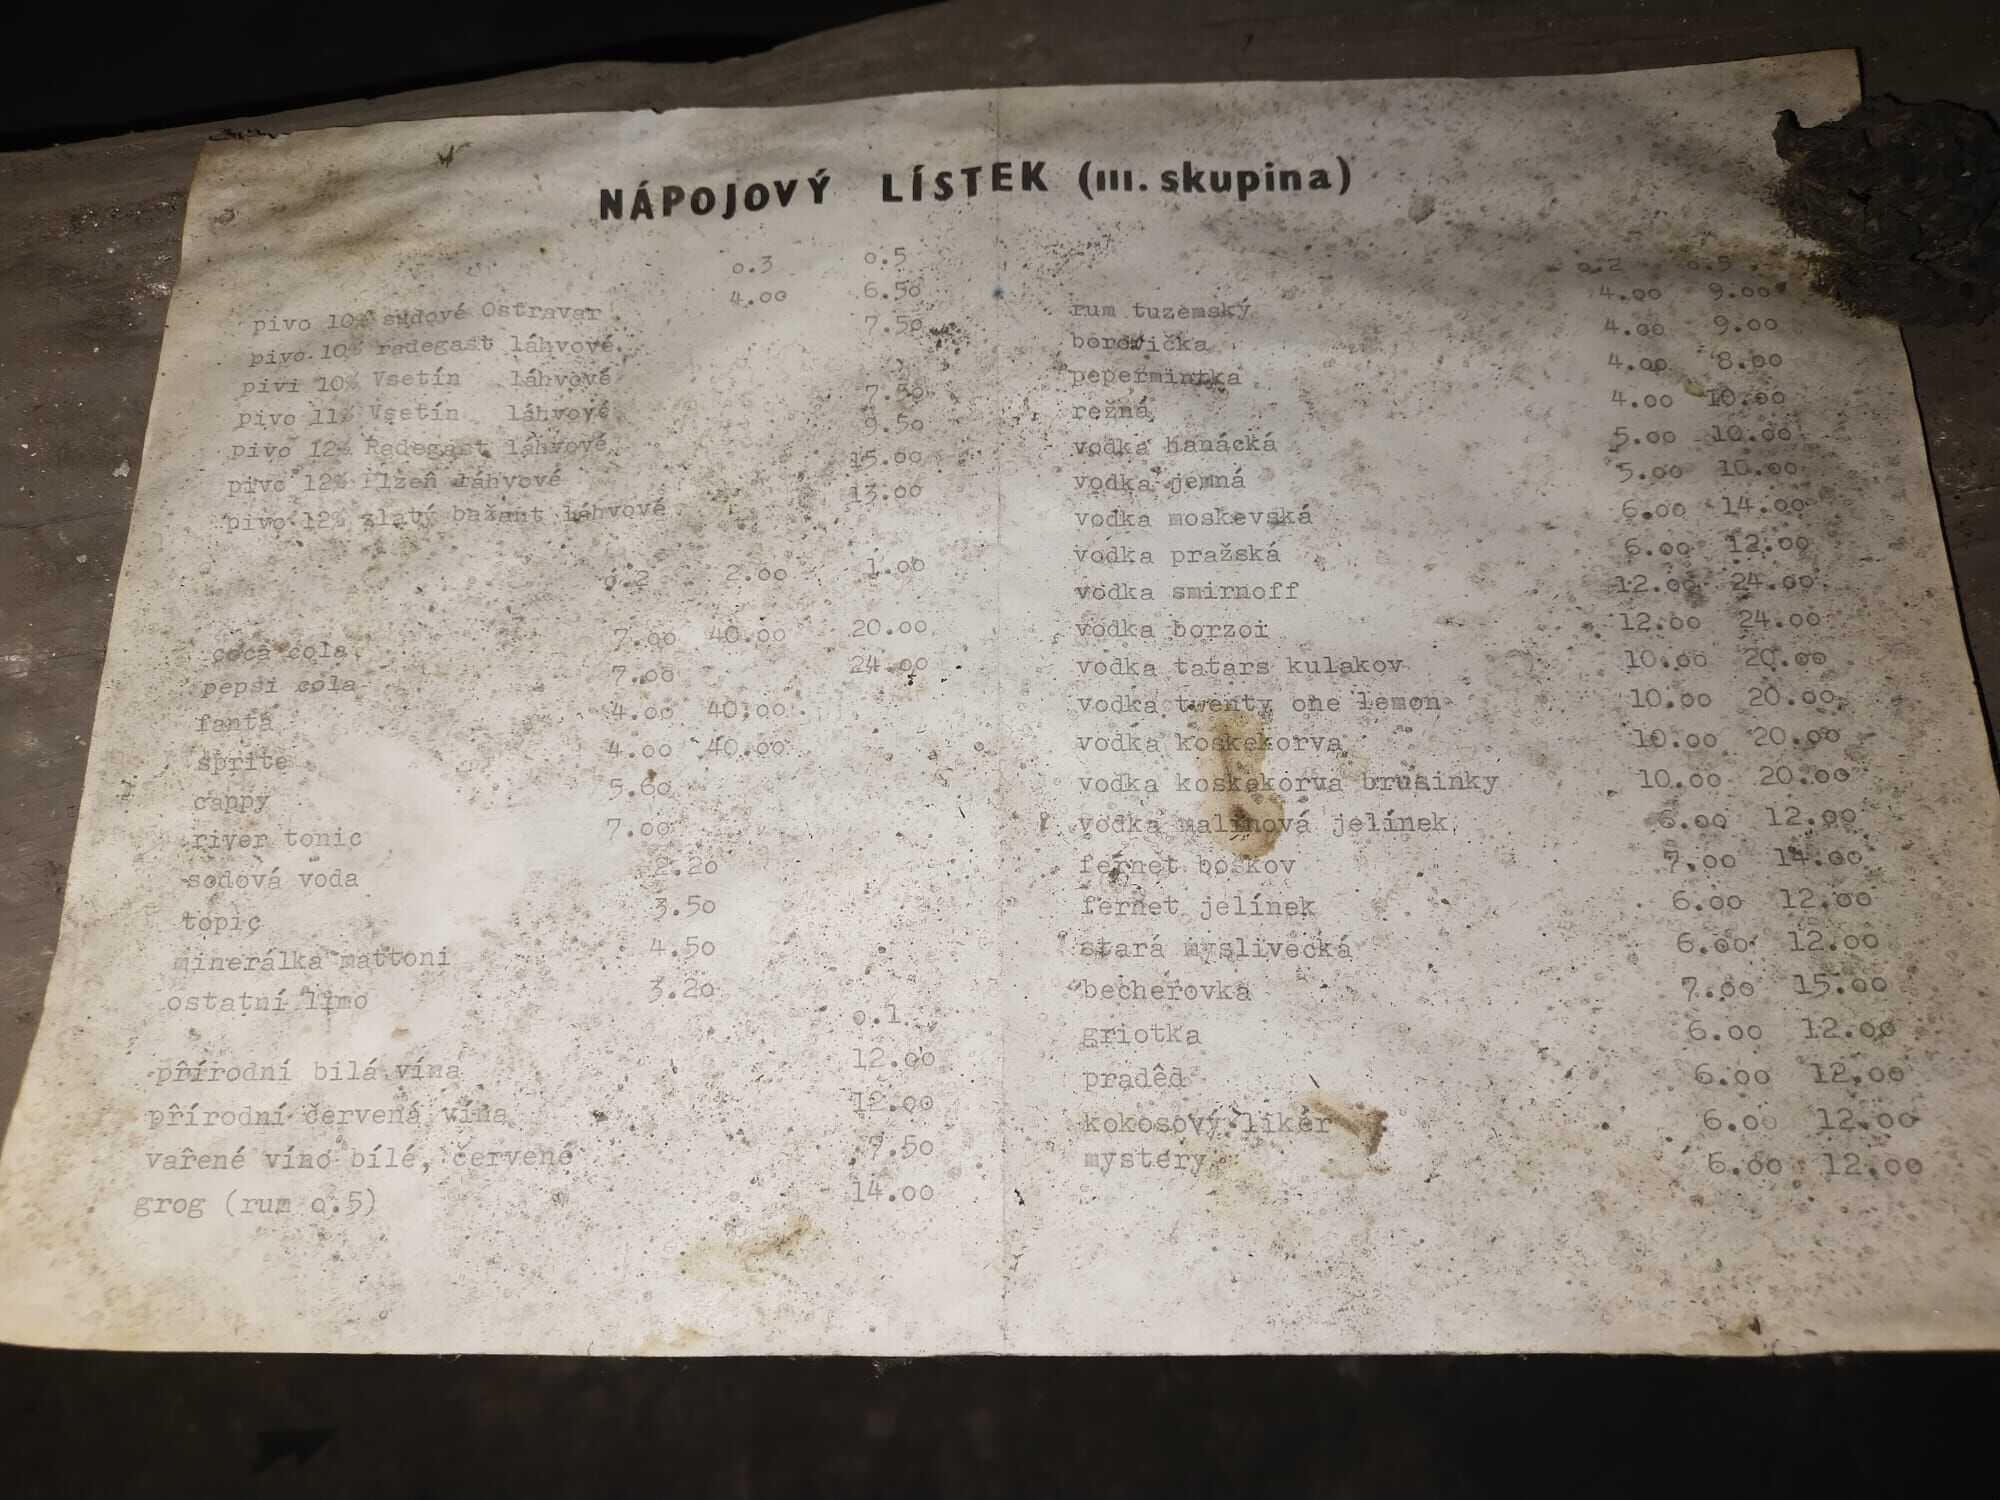 NÁPOJOVÝ LÍSTEK (III. skupina)
o.3 o.5
pivo 10% sudové Ostravar 4.00 6.50
pivo 10% radegast láhvové 7.50
pivi 10% Vsetín láhvové
pivo 11% Vsetín láhvové 7.50
pivo 12% Radegast láhvové 9.50
pivo 12% Plzeň láhvové 15.00
pivo 12% zlatý bažant láhvové 13.00
o.2 2.00 1.00
coca cola 7.00 40.00 20.00
pepsi cola 7.00 24.00
fanta 4.00 40.00
sprite 4.00 40.00
cappy 5.60
river tonic 7.00
sodová voda 2.20
topic 3.50
minerálka mattoni 4.50
ostatní limo 3.20
o.1
přírodní bilá vína 12.00
přírodní červená vína 12.00
vařené víno bílé, červené 9.50
grog (rum o.5) 14.00
o.2 o.5
rum tuzemský 4.00 9.00
borovička 4.00 9.00
pepermintka 4.00 8.00
režná 4.00 10.00
vodka hanácká 5.00 10.00
vodka jemná 5.00 10.00
vodka moskevská 6.00 14.00
vodka pražská 6.00 12.00
vodka smirnoff 12.00 24.00
vodka borzoi 12.00 24.00
vodka tatars kulakov 10.00 20.00
vodka twenty one lemon 10.00 20.00
vodka koskekorva 10.00 20.00
vodka koskekorva brusinky 10.00 20.00
vodka malinová jelínek 6.00 12.00
fernet boskov 7.00 14.00
fernet jelínek 6.00 12.00
stará myslivecká 6.00 12.00
becherovka 7.00 15.00
griotka 6.00 12.00
praděd 6.00 12.00
kokosový likér 6.00 12.00
mystery 6.00 12.00